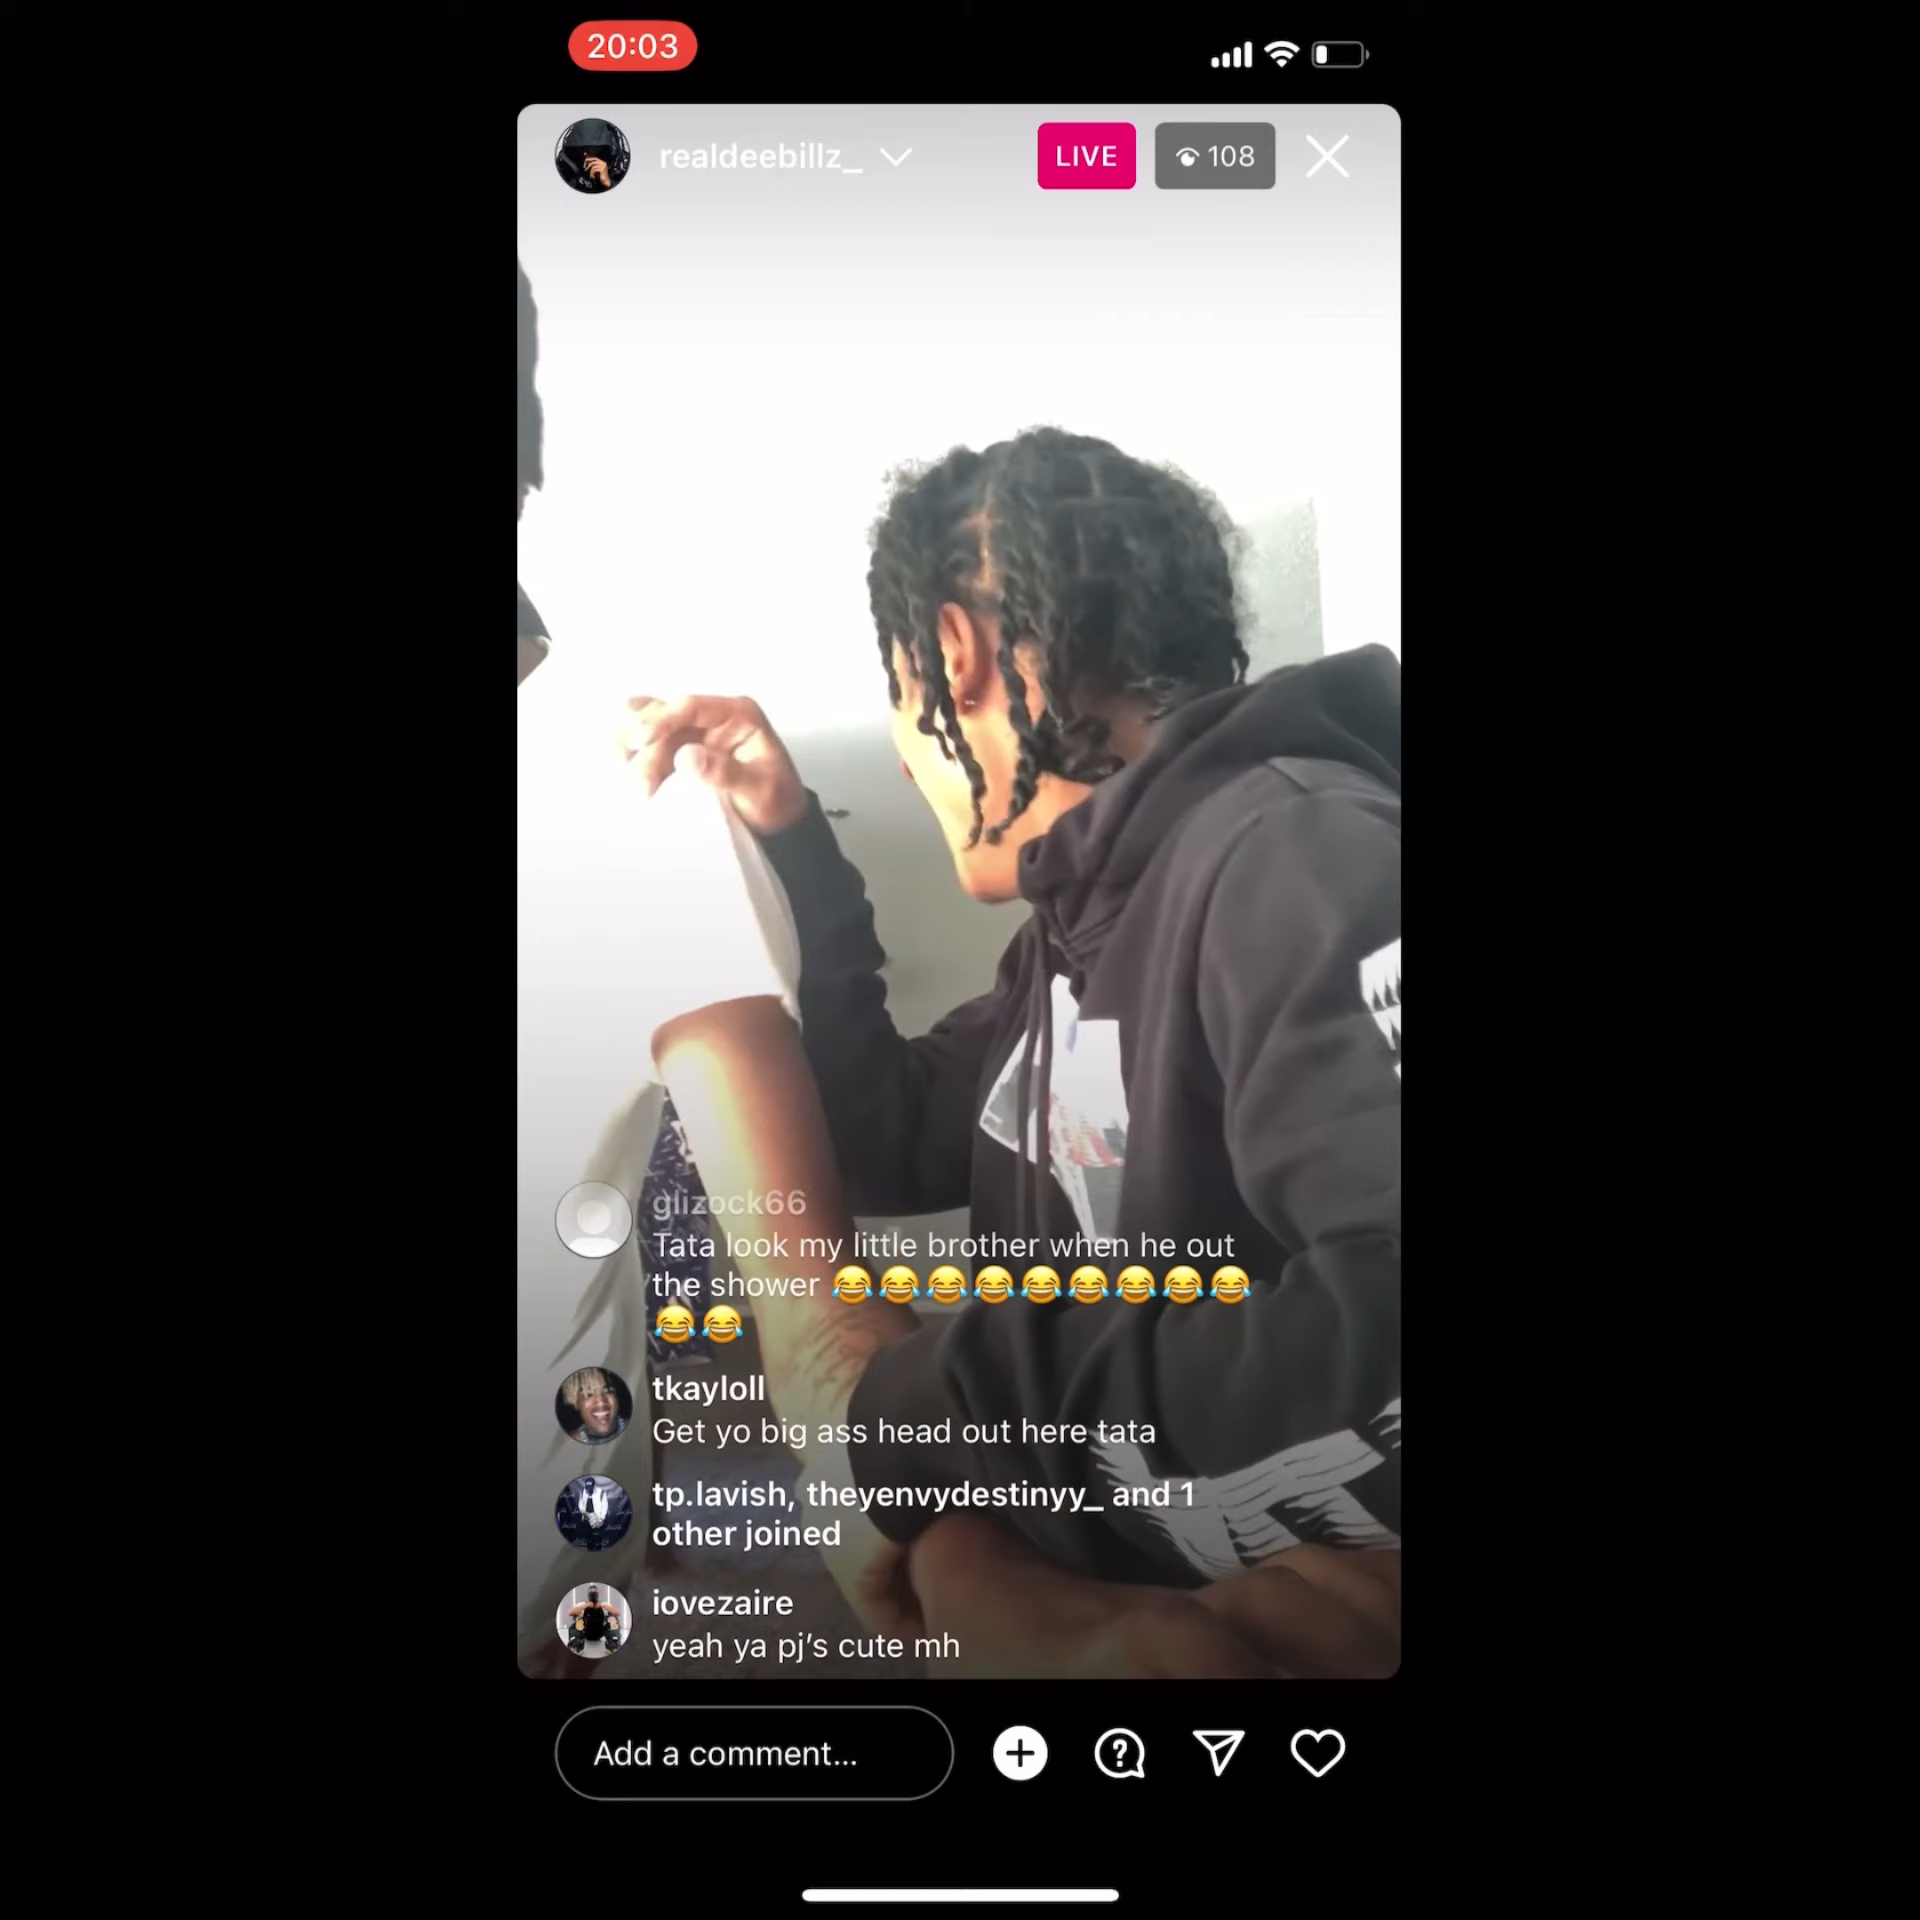 20:03
realdeebillz_
LIVE
108
glizock66
Tata look my little brother when he out
the shower 😂😂😂😂😂😂😂😂😂
😂😂
tkayloll
Get yo big ass head out here tata
tp.lavish, theyenvydestinyy_ and 1
other joined
iovezaire
yeah ya pj’s cute mh
Add a comment...